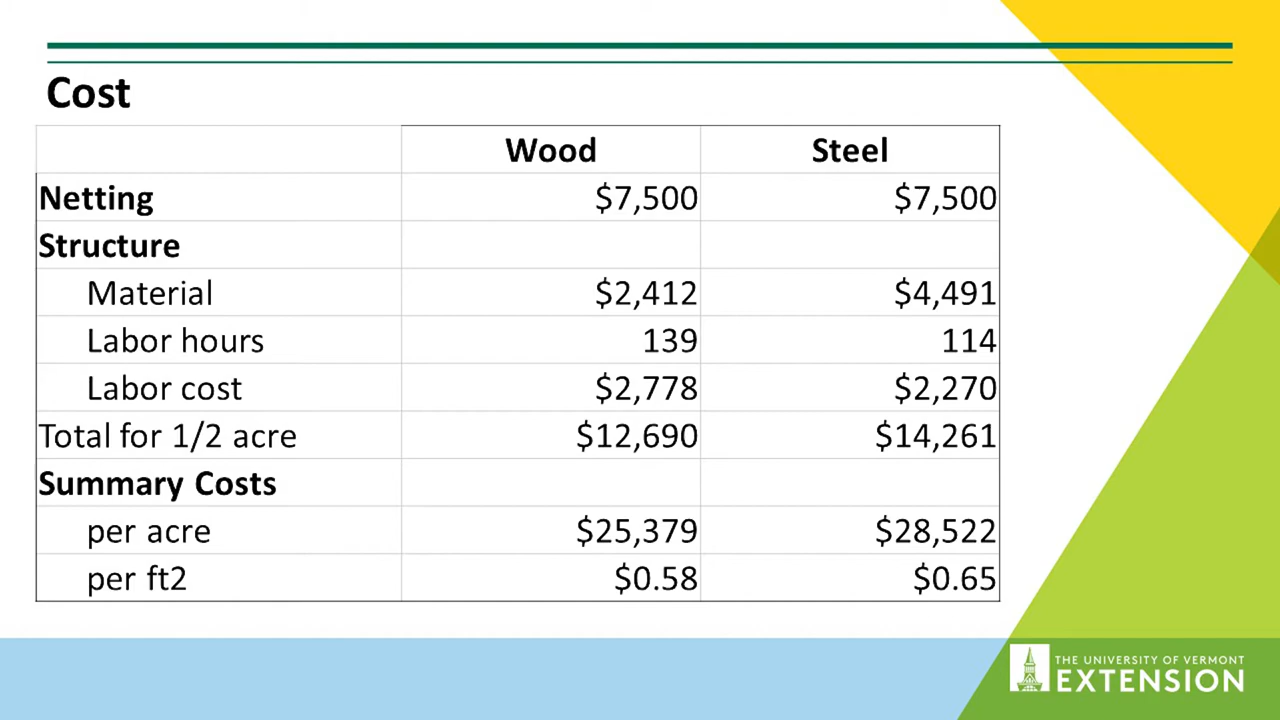 Cost
Wood Steel
Netting $7,500 $7,500
Structure
Material $2,412 $4,491
Labor hours 139 114
Labor cost $2,778 $2,270
Total for 1/2 acre $12,690 $14,261
Summary Costs
per acre $25,379 $28,522
per ft2 $0.58 $0.65
THE UNIVERSITY OF VERMONT
EXTENSION